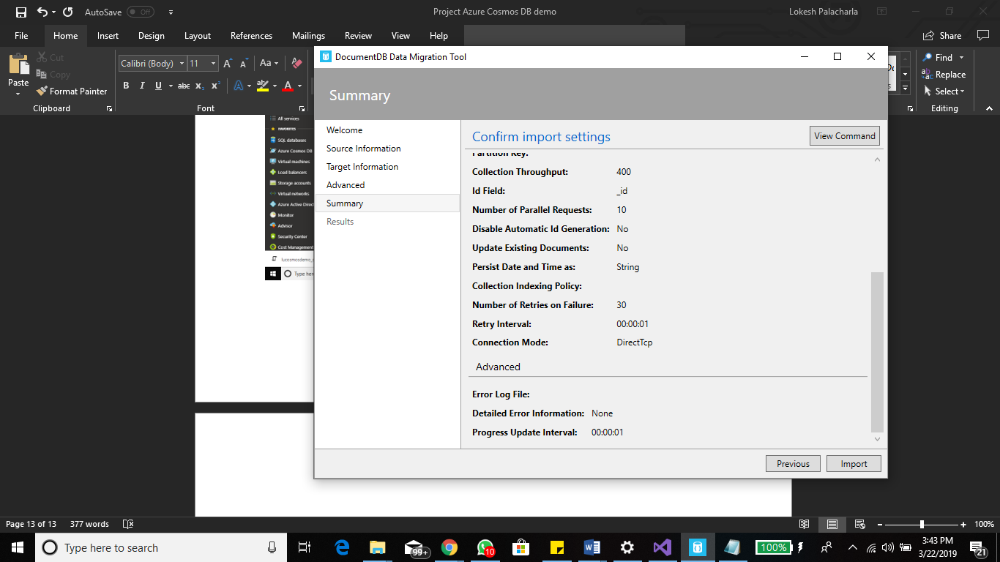 AutoSave Off
Project Azure Cosmos DB demo
Lokesh Palacharla
File Home Insert Design Layout References Mailings Review View Help
Share
Paste
Cut
Copy
Format Painter
Clipboard
Calibri (Body) 11
Font
Find
Replace
Select
Editing
DocumentDB Data Migration Tool
Summary
Welcome
Source Information
Target Information
Advanced
Summary
Results
Confirm import settings
View Command
Partition Key:
Collection Throughput: 400
Id Field: _id
Number of Parallel Requests: 10
Disable Automatic Id Generation: No
Update Existing Documents: No
Persist Date and Time as: String
Collection Indexing Policy:
Number of Retries on Failure: 30
Retry Interval: 00:00:01
Connection Mode: DirectTcp
Advanced
Error Log File:
Detailed Error Information: None
Progress Update Interval: 00:00:01
Previous
Import
All services
FAVORITES
SQL databases
Azure Cosmos DB
Virtual machines
Load balancers
Storage accounts
Virtual networks
Azure Active Direc
Monitor
Advisor
Security Center
Cost Management
lucosmosdemo_
Type her
Page 13 of 13 377 words
100%
Type here to search
99+
10
100%
3:43 PM
3/22/2019
21